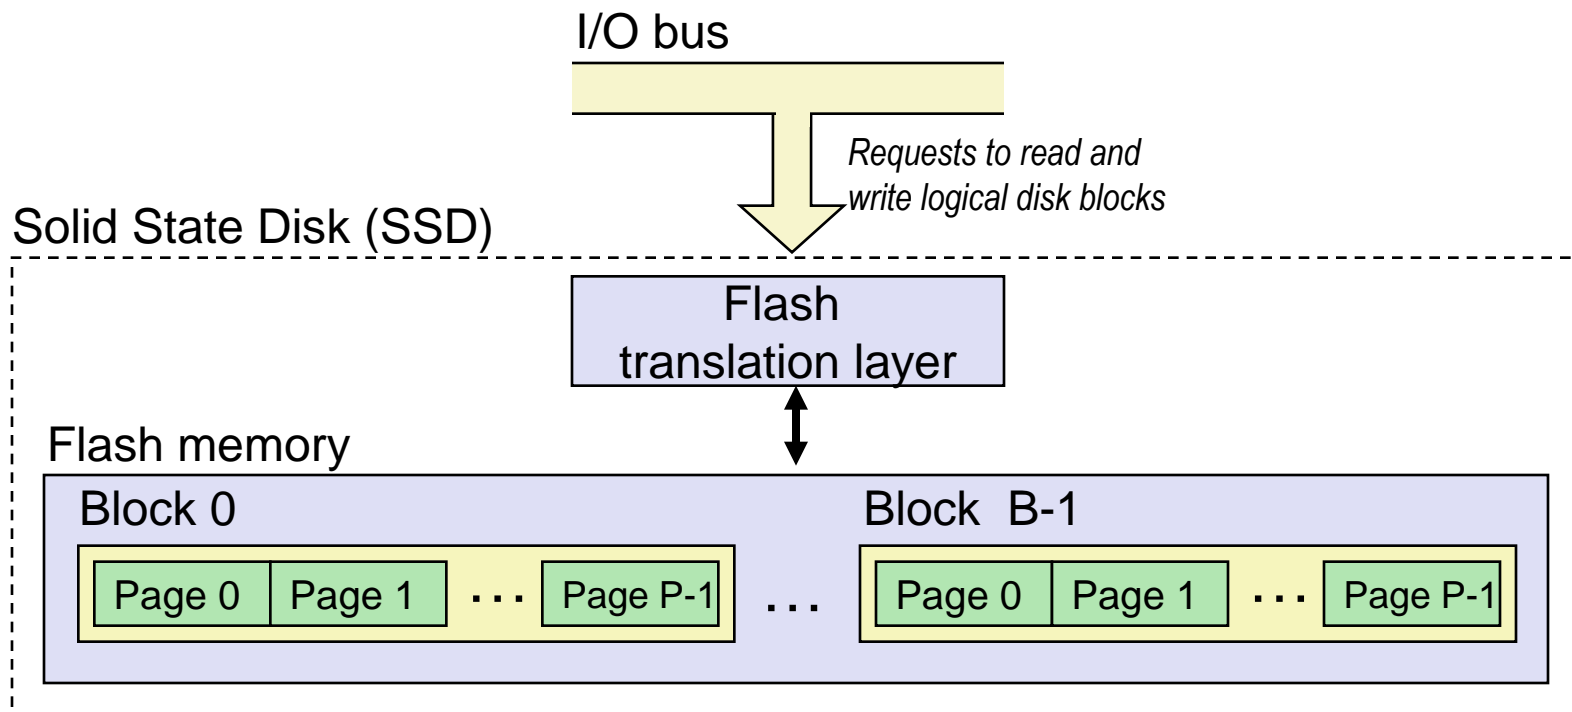 I/O bus
Requests to read and
write logical disk blocks
Solid State Disk (SSD)
Flash
translation layer
Flash memory
Block 0
Block B-1
Page 0 Page 1 ... Page P-1 ... Page 0 Page 1 ... Page P-1